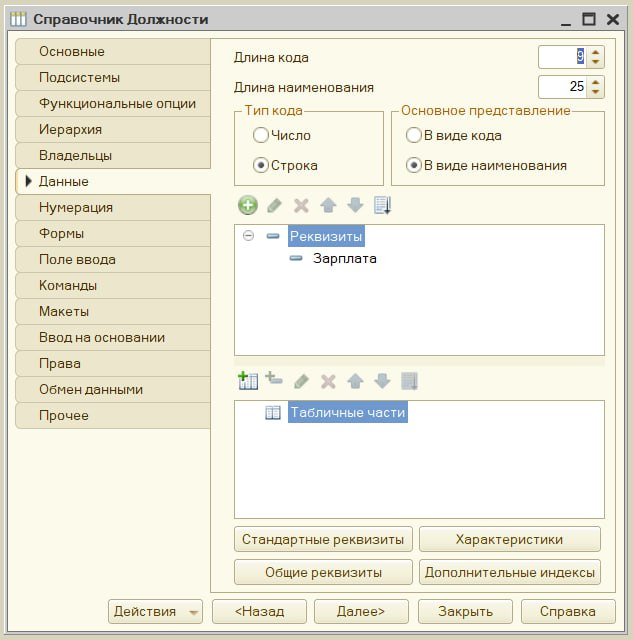 Справочник Должности
Основные
Подсистемы
Функциональные опции
Иерархия
Владельцы
Данные
Нумерация
Формы
Поле ввода
Команды
Макеты
Ввод на основании
Права
Обмен данными
Прочее
Длина кода 9
Длина наименования 25
Тип кода
Число
Строка
Основное представление
В виде кода
В виде наименования
Реквизиты
Зарплата
Табличные части
Стандартные реквизиты Характеристики
Общие реквизиты Дополнительные индексы
Действия <Назад Далее> Закрыть Справка